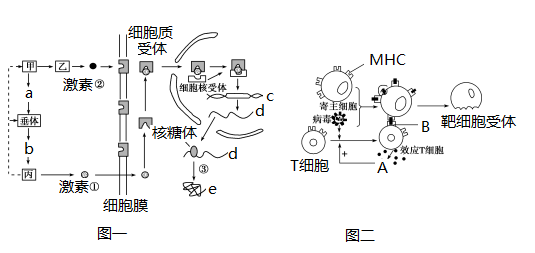 细胞质
受体
甲
乙
激素②
a
垂体
b
丙
激素①
细胞膜
核糖体
细胞核受体
c
d
d
③
e
图一
MHC
寄主细胞
病毒
T细胞
B
效应T细胞
A
+
靶细胞受体
图二